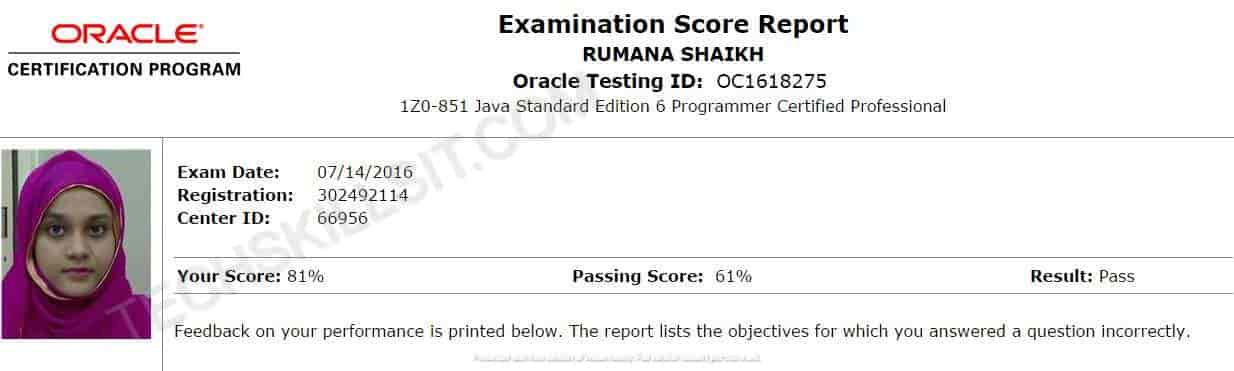 ORACLE®
CERTIFICATION PROGRAM
Examination Score Report
RUMANA SHAIKH
Oracle Testing ID: OC1618275
1Z0-851 Java Standard Edition 6 Programmer Certified Professional
Exam Date: 07/14/2016
Registration: 302492114
Center ID: 66956
TECHSKILLSIT.COM
Your Score: 81% Passing Score: 61% Result: Pass
Feedback on your performance is printed below. The report lists the objectives for which you answered a question incorrectly.